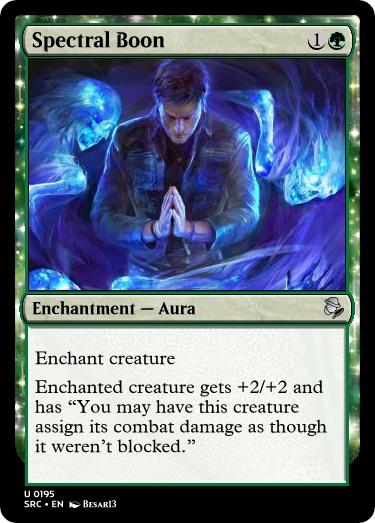 Spectral Boon 1
Enchantment — Aura
Enchant creature
Enchanted creature gets +2/+2 and
has “You may have this creature
assign its combat damage as though
it weren’t blocked.”
U 0195
SRC • EN Besari3